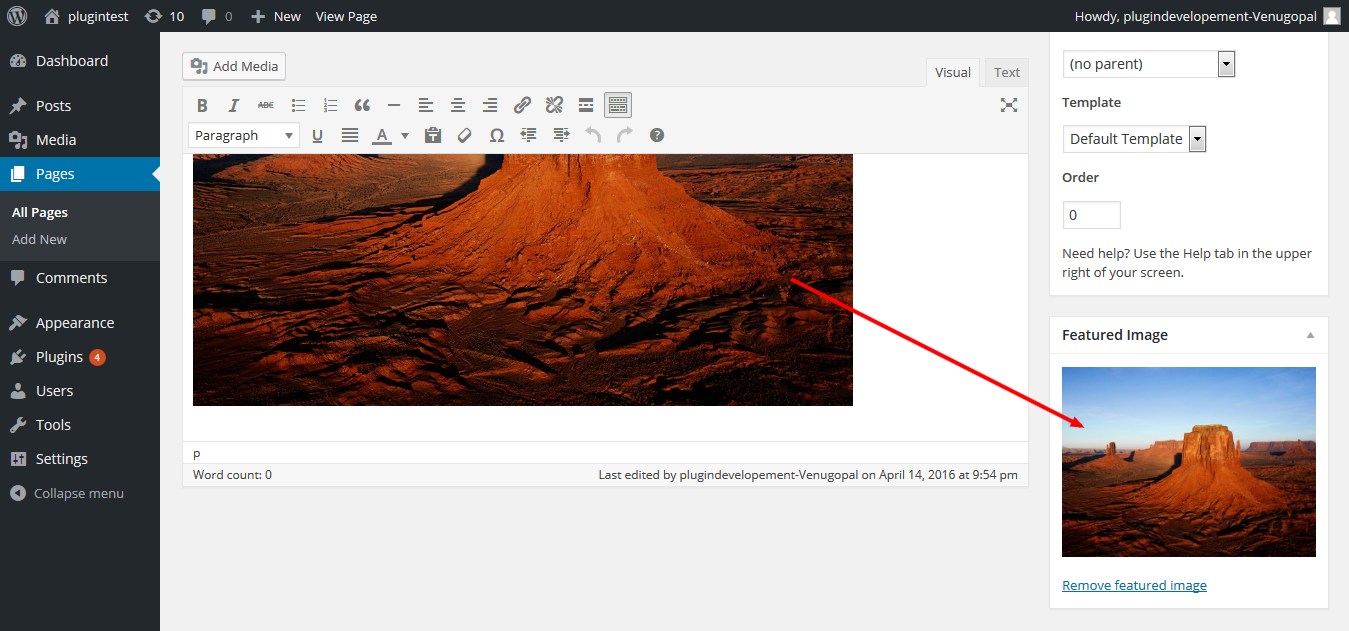 plugintest
10
0
New
View Page
Howdy, plugindevelopement-Venugopal
Dashboard
Posts
Media
Pages
All Pages
Add New
Comments
Appearance
Plugins 4
Users
Tools
Settings
Collapse menu
Add Media
Visual
Text
B I ABC
Paragraph
U
A
Ω
p
Word count: 0
Last edited by plugindevelopement-Venugopal on April 14, 2016 at 9:54 pm
(no parent)
Template
Default Template
Order
0
Need help? Use the Help tab in the upper
right of your screen.
Featured Image
Remove featured image